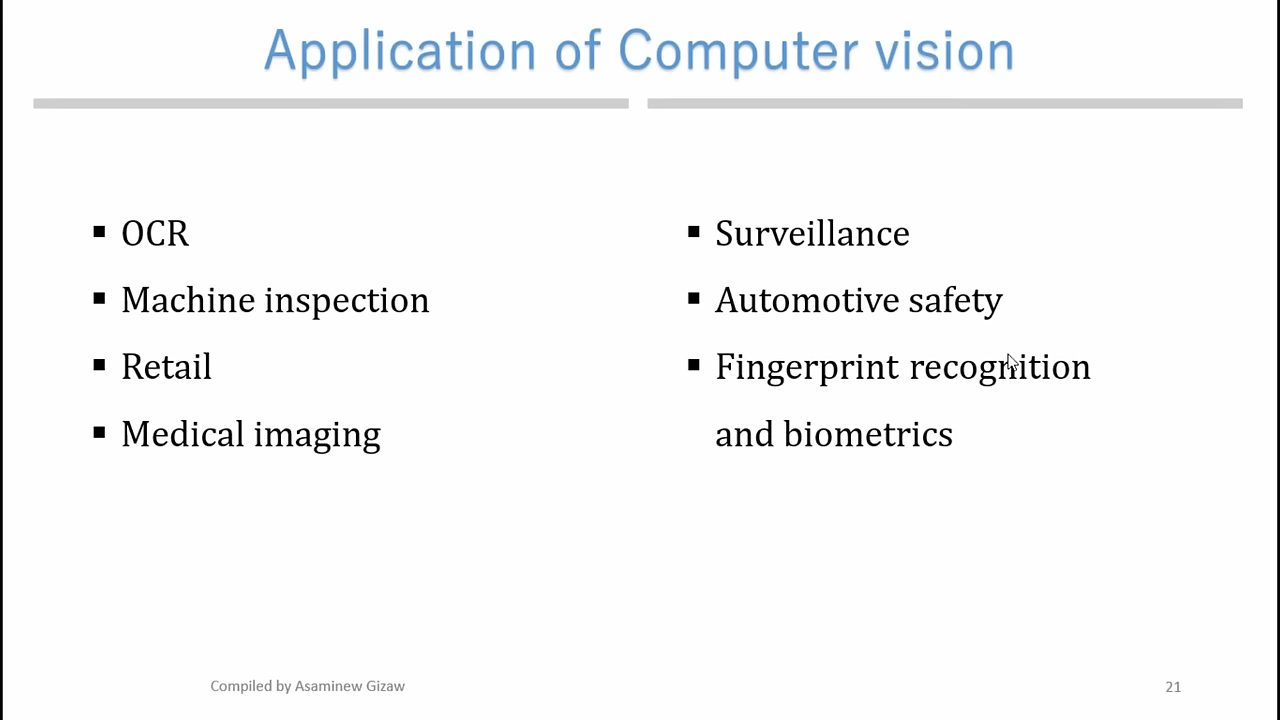 Application of Computer vision
▪ OCR
▪ Machine inspection
▪ Retail
▪ Medical imaging
▪ Surveillance
▪ Automotive safety
▪ Fingerprint recognition
and biometrics
Compiled by Asaminew Gizaw
21